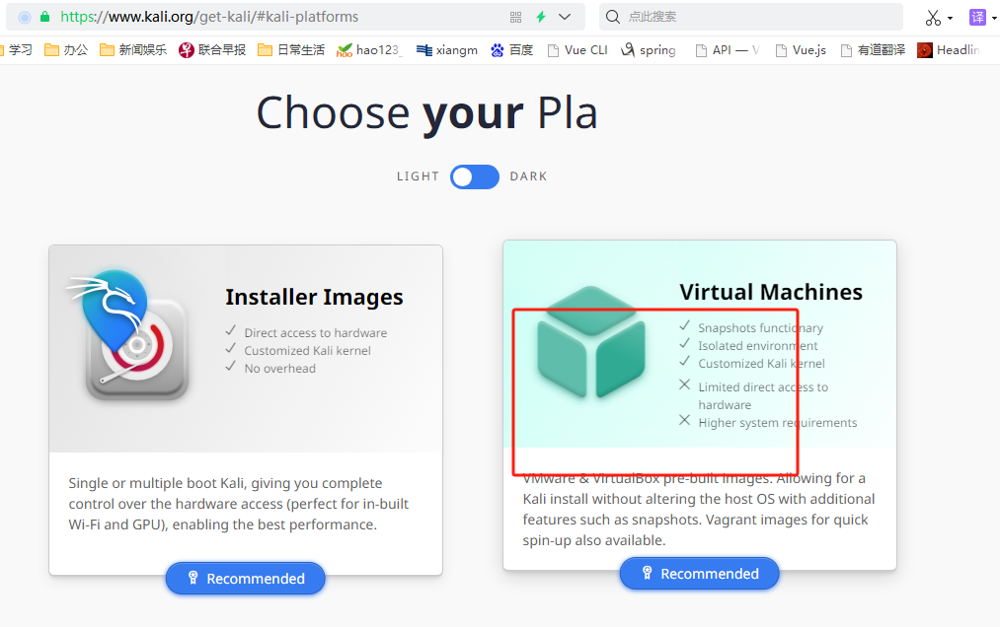 https://www.kali.org/get-kali/#kali-platforms
点此搜索
译
学习 办公 新闻娱乐 联合早报 日常生活 hao123_ xiangm 百度 Vue CLI spring API — V Vue.js 有道翻译 Headlin
Choose your Pla
LIGHT DARK
Installer Images
Direct access to hardware
Customized Kali kernel
No overhead
Single or multiple boot Kali, giving you complete
control over the hardware access (perfect for in-built
Wi-Fi and GPU), enabling the best performance.
Recommended
Virtual Machines
Snapshots functionary
Isolated environment
Customized Kali kernel
Limited direct access to
hardware
Higher system requirements
VMware & VirtualBox pre-built images. Allowing for a
Kali install without altering the host OS with additional
features such as snapshots. Vagrant images for quick
spin-up also available.
Recommended